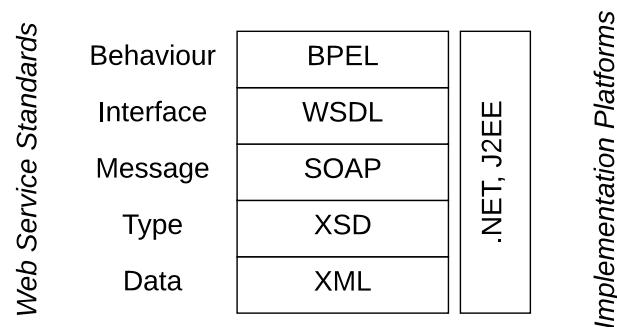 Web Service Standards
Behaviour BPEL
Interface WSDL
Message SOAP
Type XSD
Data XML
.NET, J2EE
Implementation Platforms